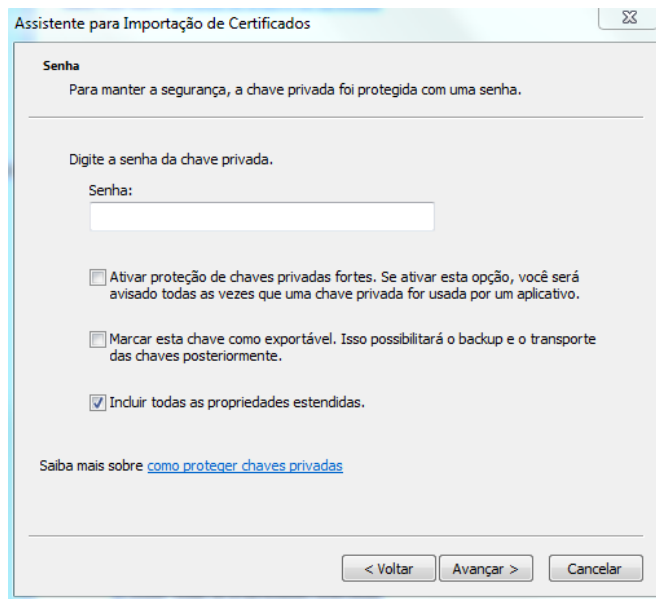 Assistente para Importação de Certificados
Senha
Para manter a segurança, a chave privada foi protegida com uma senha.
Digite a senha da chave privada.
Senha:
Ativar proteção de chaves privadas fortes. Se ativar esta opção, você será
avisado todas as vezes que uma chave privada for usada por um aplicativo.
Marcar esta chave como exportável. Isso possibilitará o backup e o transporte
das chaves posteriormente.
Incluir todas as propriedades estendidas.
Saiba mais sobre como proteger chaves privadas
< Voltar
Avançar >
Cancelar